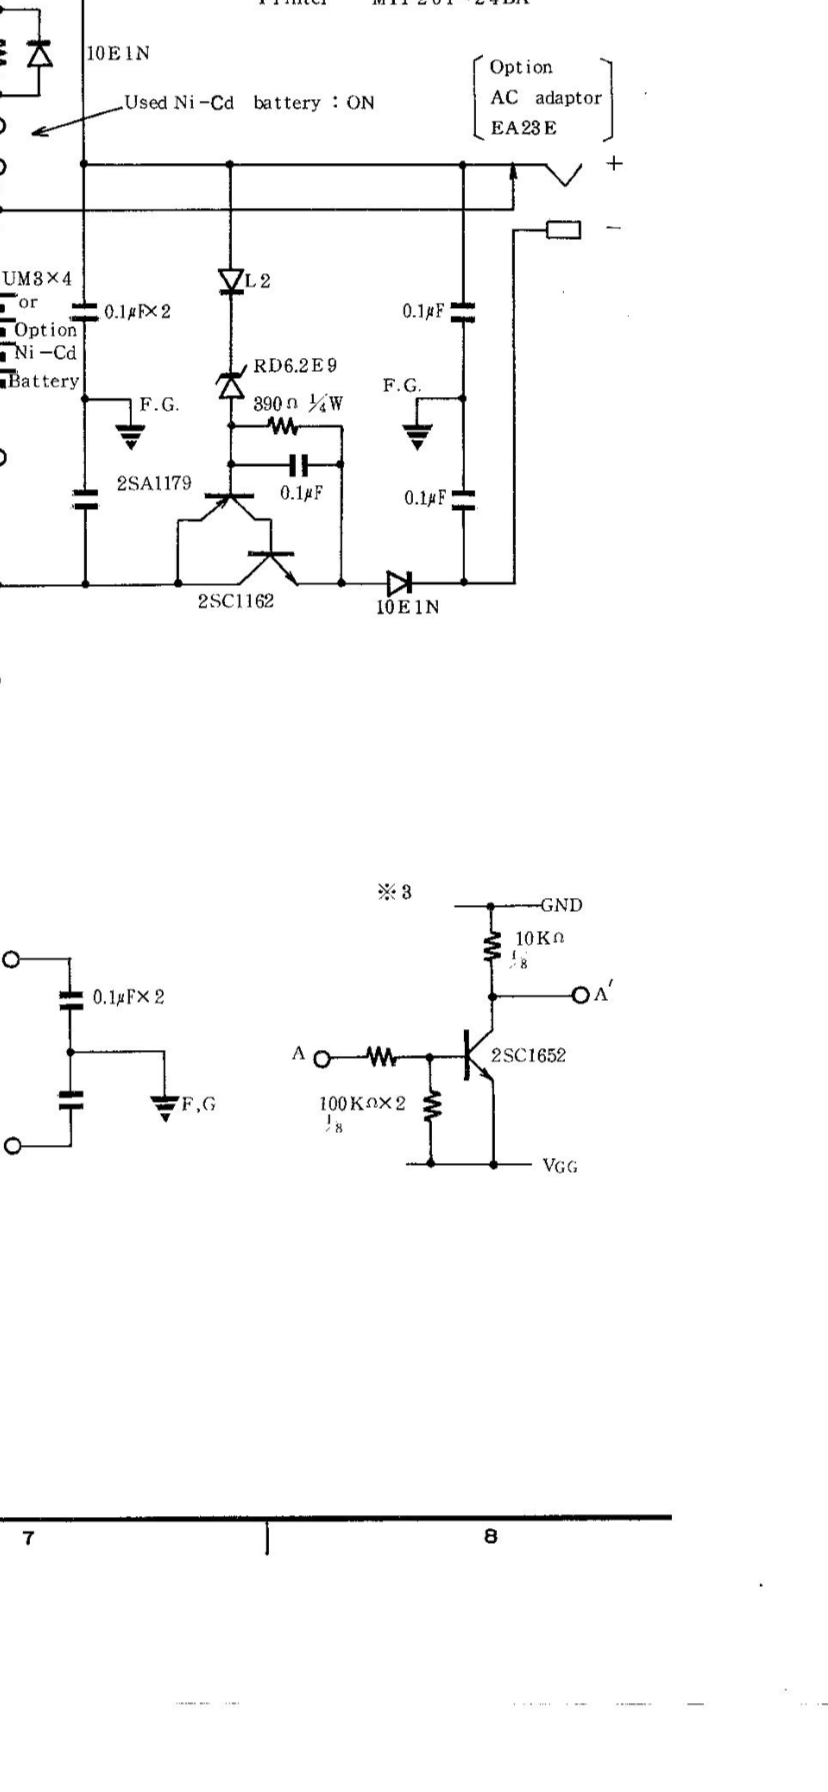 10E1N
Used Ni-Cd battery : ON
Option
AC adaptor
EA23E
+
−
UM3×4
or
Option
Ni-Cd
Battery
0.1μF×2
F.G.
L2
RD6.2E9
390Ω 1/4W
0.1μF
2SA1179
2SC1162
0.1μF
F.G.
0.1μF
10E1N
0.1μF×2
F,G
※3
GND
10KΩ
1/8
A'
A
2SC1652
100KΩ×2
1/8
VGG
7
8